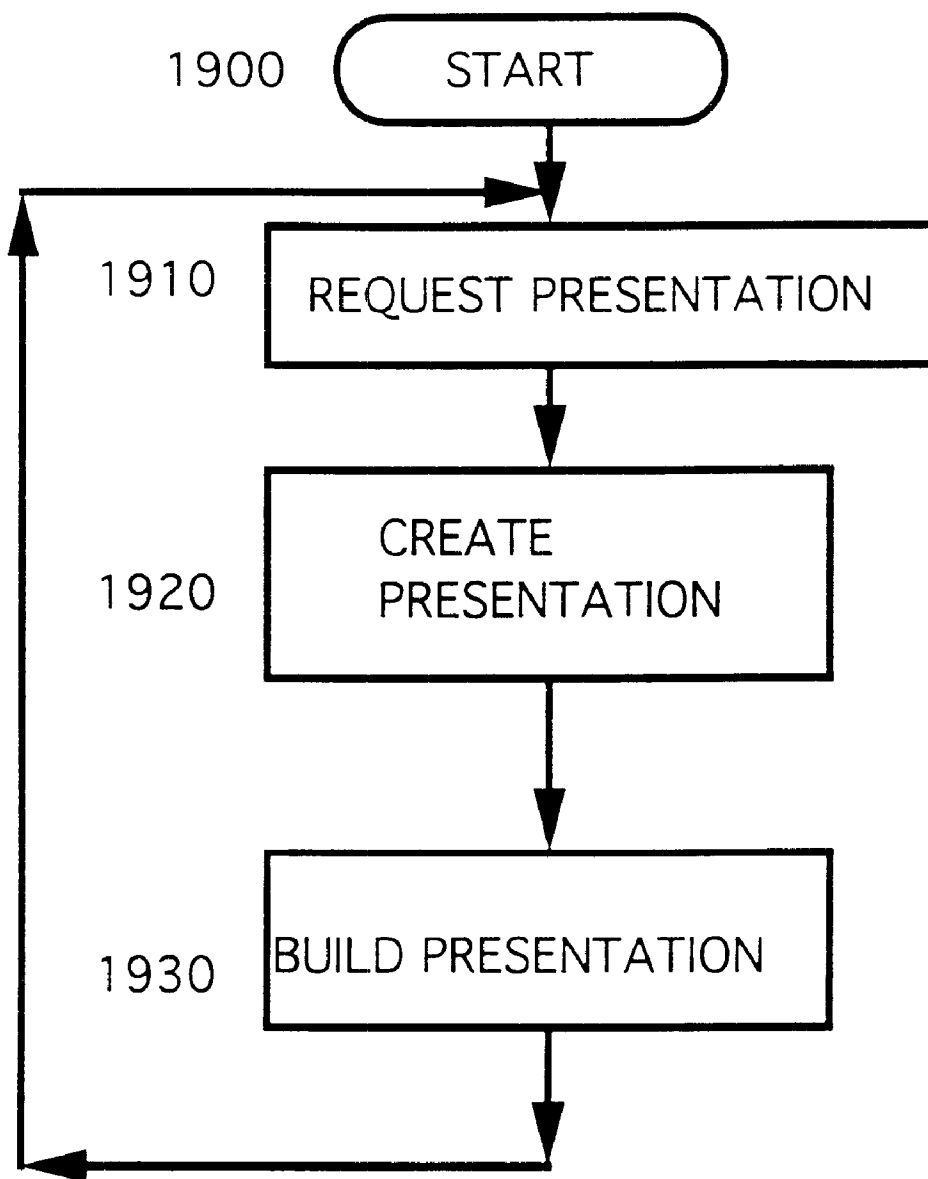 1900
START
1910
REQUEST PRESENTATION
1920
CREATE
PRESENTATION
1930
BUILD PRESENTATION